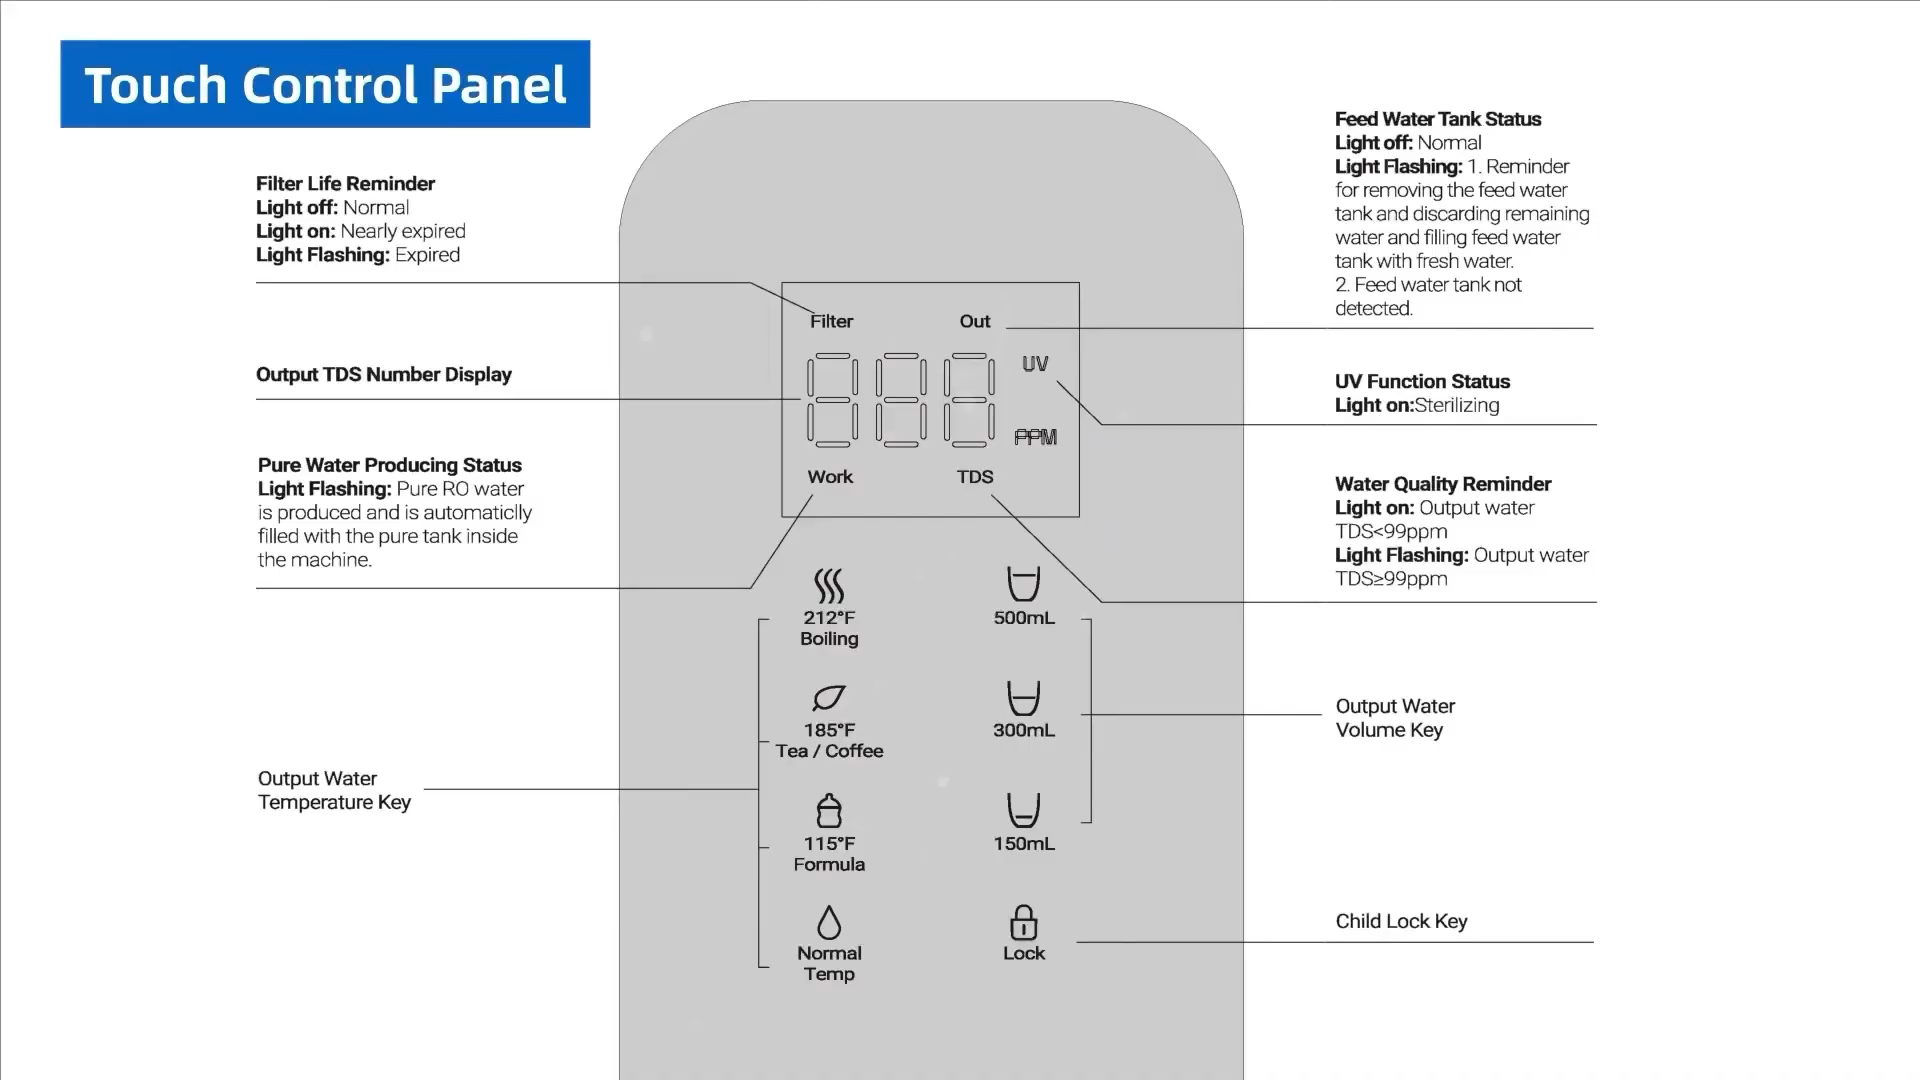 Touch Control Panel
Filter Life Reminder
Light off: Normal
Light on: Nearly expired
Light Flashing: Expired
Output TDS Number Display
Pure Water Producing Status
Light Flashing: Pure RO water
is produced and is automaticlly
filled with the pure tank inside
the machine.
Output Water
Temperature Key
Filter
Out
888
UV
PPM
Work
TDS
212°F
Boiling
500mL
185°F
Tea / Coffee
300mL
115°F
Formula
150mL
Normal
Temp
Lock
Feed Water Tank Status
Light off: Normal
Light Flashing: 1. Reminder
for removing the feed water
tank and discarding remaining
water and filling feed water
tank with fresh water.
2. Feed water tank not
detected.
UV Function Status
Light on:Sterilizing
Water Quality Reminder
Light on: Output water
TDS<99ppm
Light Flashing: Output water
TDS≥99ppm
Output Water
Volume Key
Child Lock Key